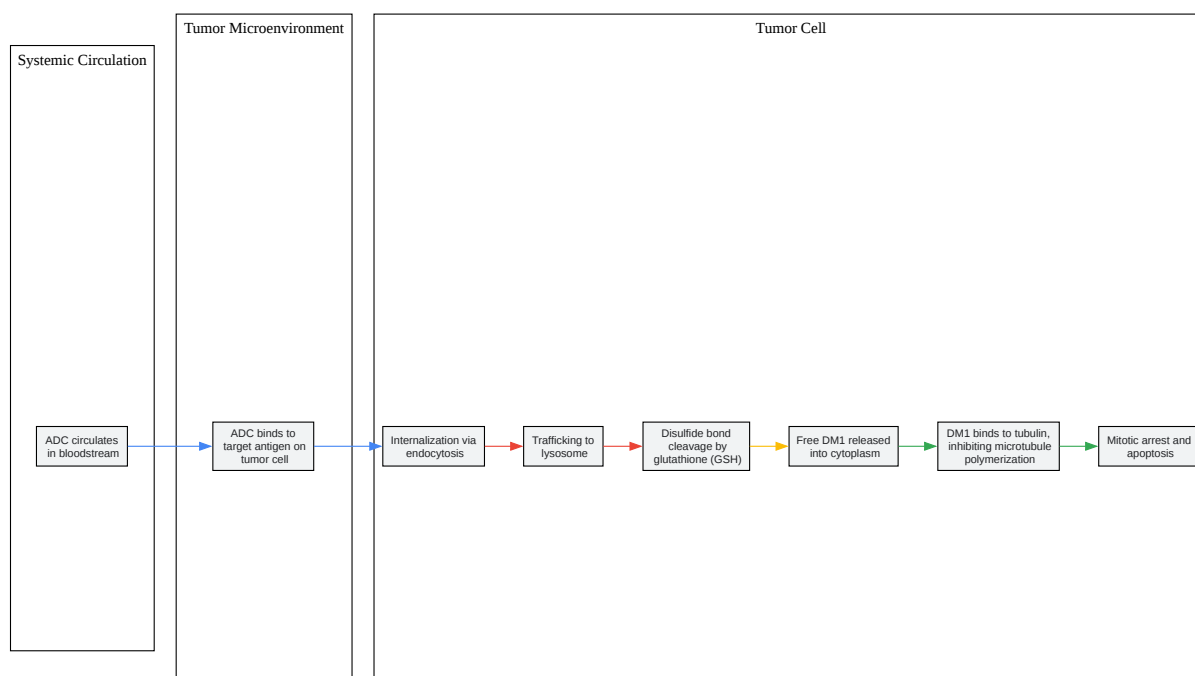 Tumor Microenvironment
Tumor Cell
Systemic Circulation
ADC circulates
in bloodstream
ADC binds to
target antigen on
tumor cell
Internalization via
endocytosis
Trafficking to
lysosome
Disulfide bond
cleavage by
glutathione (GSH)
Free DM1 released
into cytoplasm
DM1 binds to tubulin,
inhibiting microtubule
polymerization
Mitotic arrest and
apoptosis